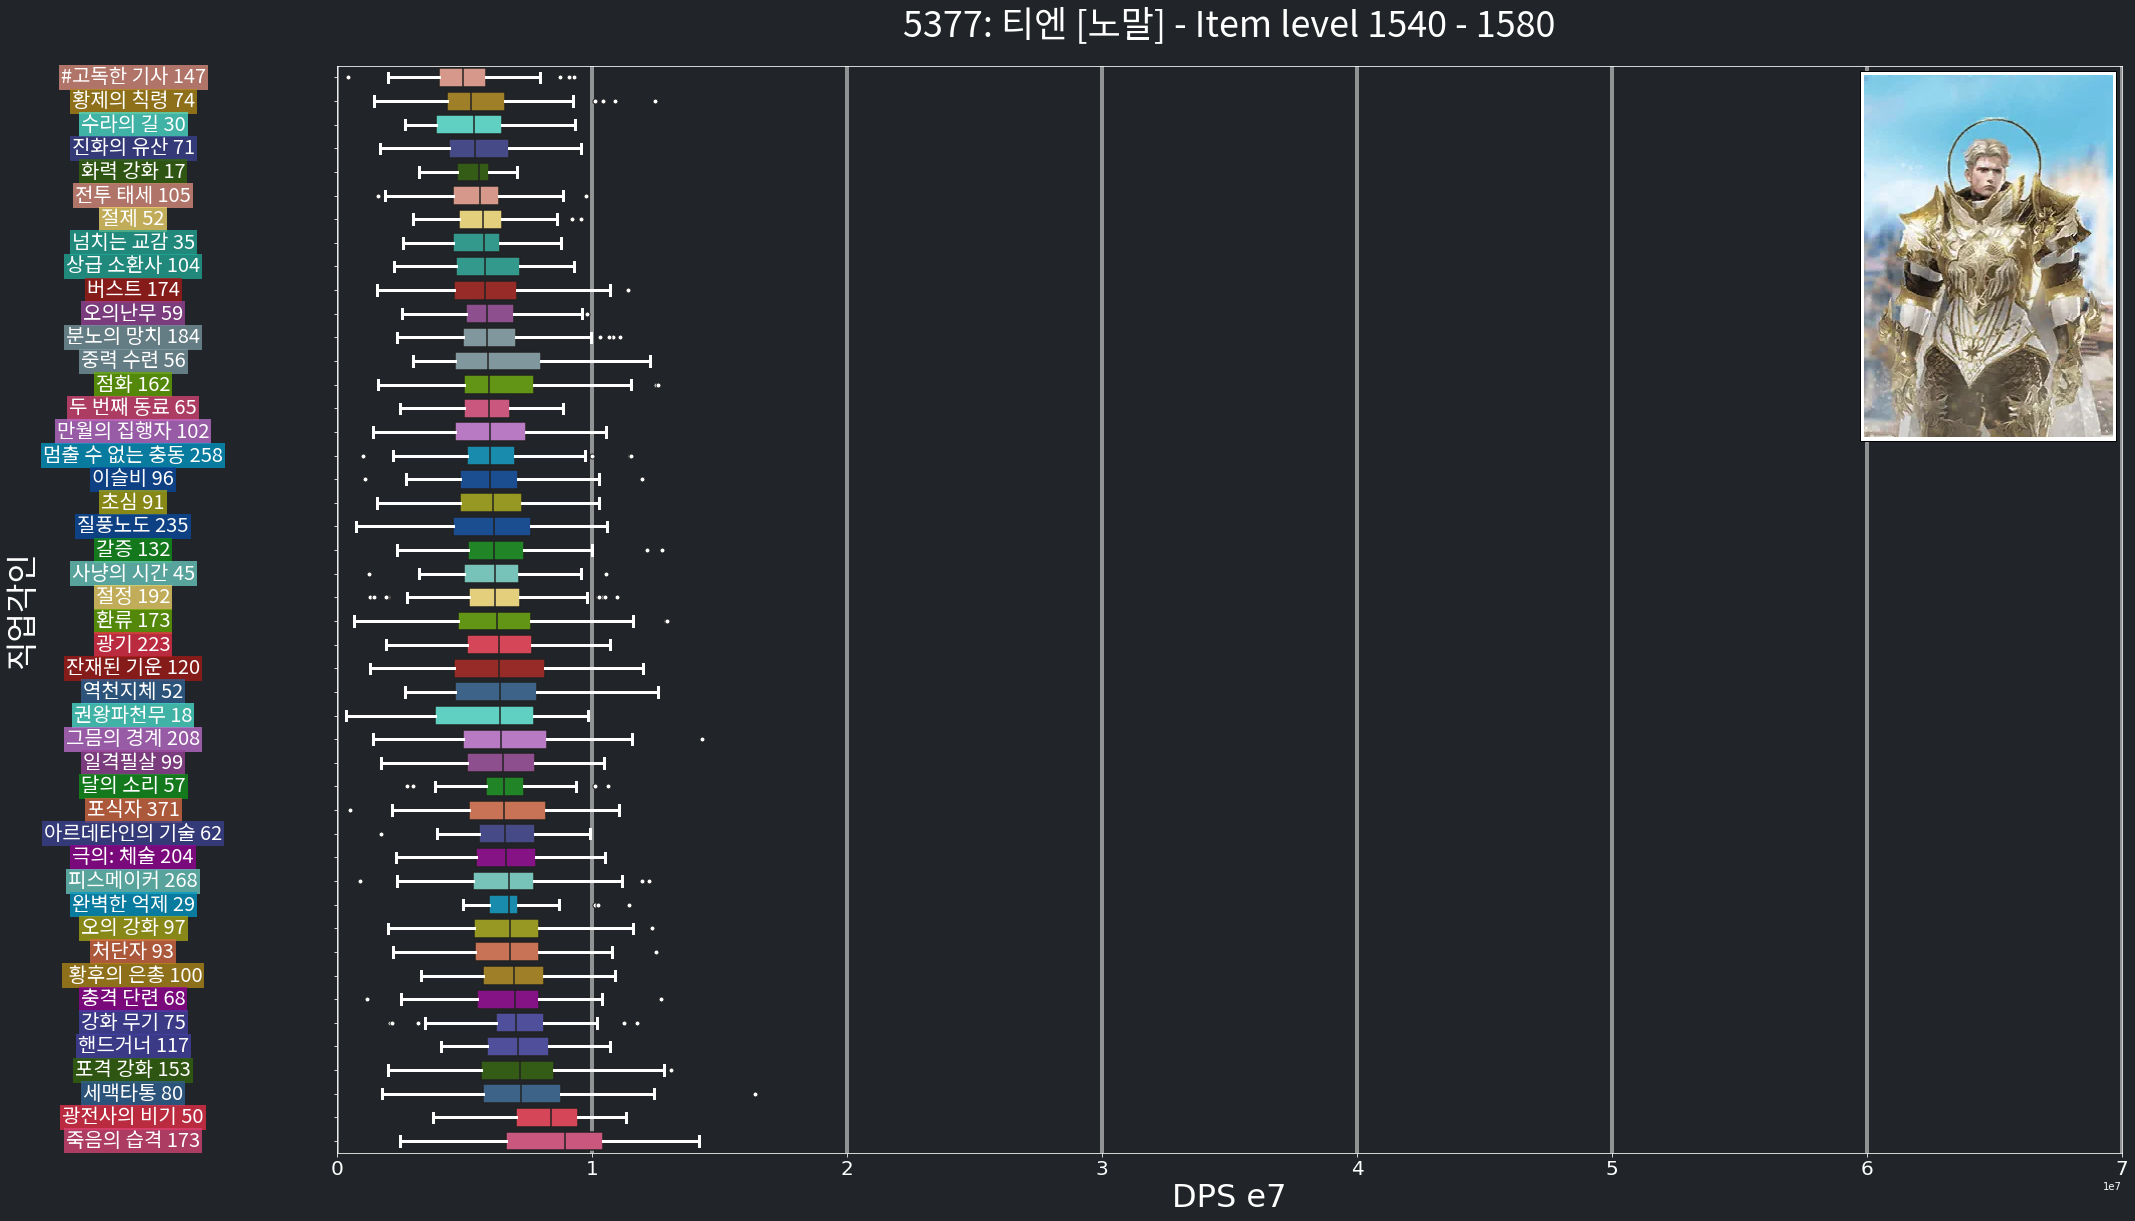 5377: 티엔 [노말] - Item level 1540 - 1580
#고독한 기사 147
황제의 칙령 74
수라의 길 30
진화의 유산 71
화력 강화 17
전투 태세 105
절제 52
넘치는 교감 35
상급 소환사 104
버스트 174
오의난무 59
분노의 망치 184
중력 수련 56
점화 162
두 번째 동료 65
만월의 집행자 102
멈출 수 없는 충동 258
이슬비 96
초심 91
질풍노도 235
갈증 132
사냥의 시간 45
절정 192
환류 173
광기 223
잔재된 기운 120
역천지체 52
권왕파천무 18
그믐의 경계 208
일격필살 99
달의 소리 57
포식자 371
아르데타인의 기술 62
극의: 체술 204
피스메이커 268
완벽한 억제 29
오의 강화 97
처단자 93
황후의 은총 100
충격 단련 68
강화 무기 75
핸드거너 117
포격 강화 153
세맥타통 80
광전사의 비기 50
죽음의 습격 173
직업각인
0 1 2 3 4 5 6 7
1e7
DPS e7